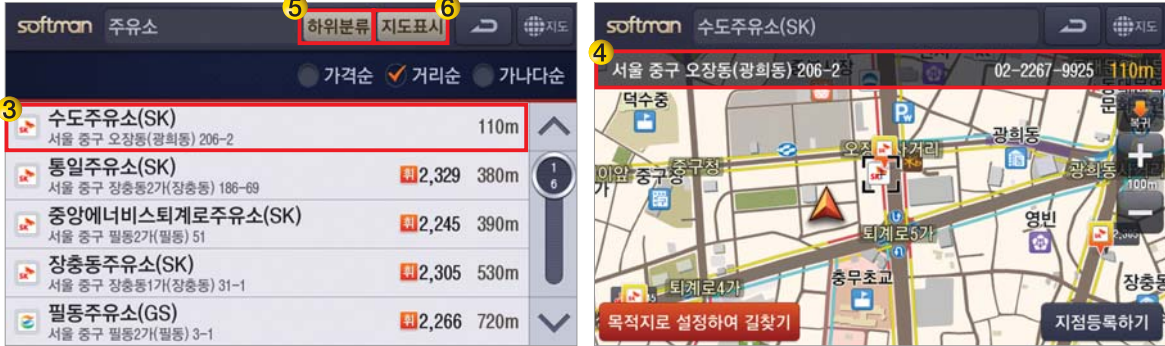 5
6
softman 주유소 하위분류 지도표시 지도
가격순 거리순 가나다순
3
수도주유소(SK) 110m
서울 중구 오장동(광희동) 206-2
통일주유소(SK) 휘 2,329 380m
서울 중구 장충동2가(장충동) 186-69
중앙에너비스퇴계로주유소(SK) 휘 2,245 390m
서울 중구 필동2가(필동) 51
장충동주유소(SK) 휘 2,305 530m
서울 중구 장충동1가(장충동) 31-1
필동주유소(GS) 휘 2,266 720m
서울 중구 필동2가(필동) 3-1
1
6
softman 수도주유소(SK) 지도
4
서울 중구 오장동(광희동) 206-2 02-2267-9925 110m
덕수중
복귀
광희동
중구청
중구청
광희동
100m
SK
영빈
퇴계로5가
장충동
충무초교
퇴계로4가
목적지로 설정하여 길찾기
지점등록하기